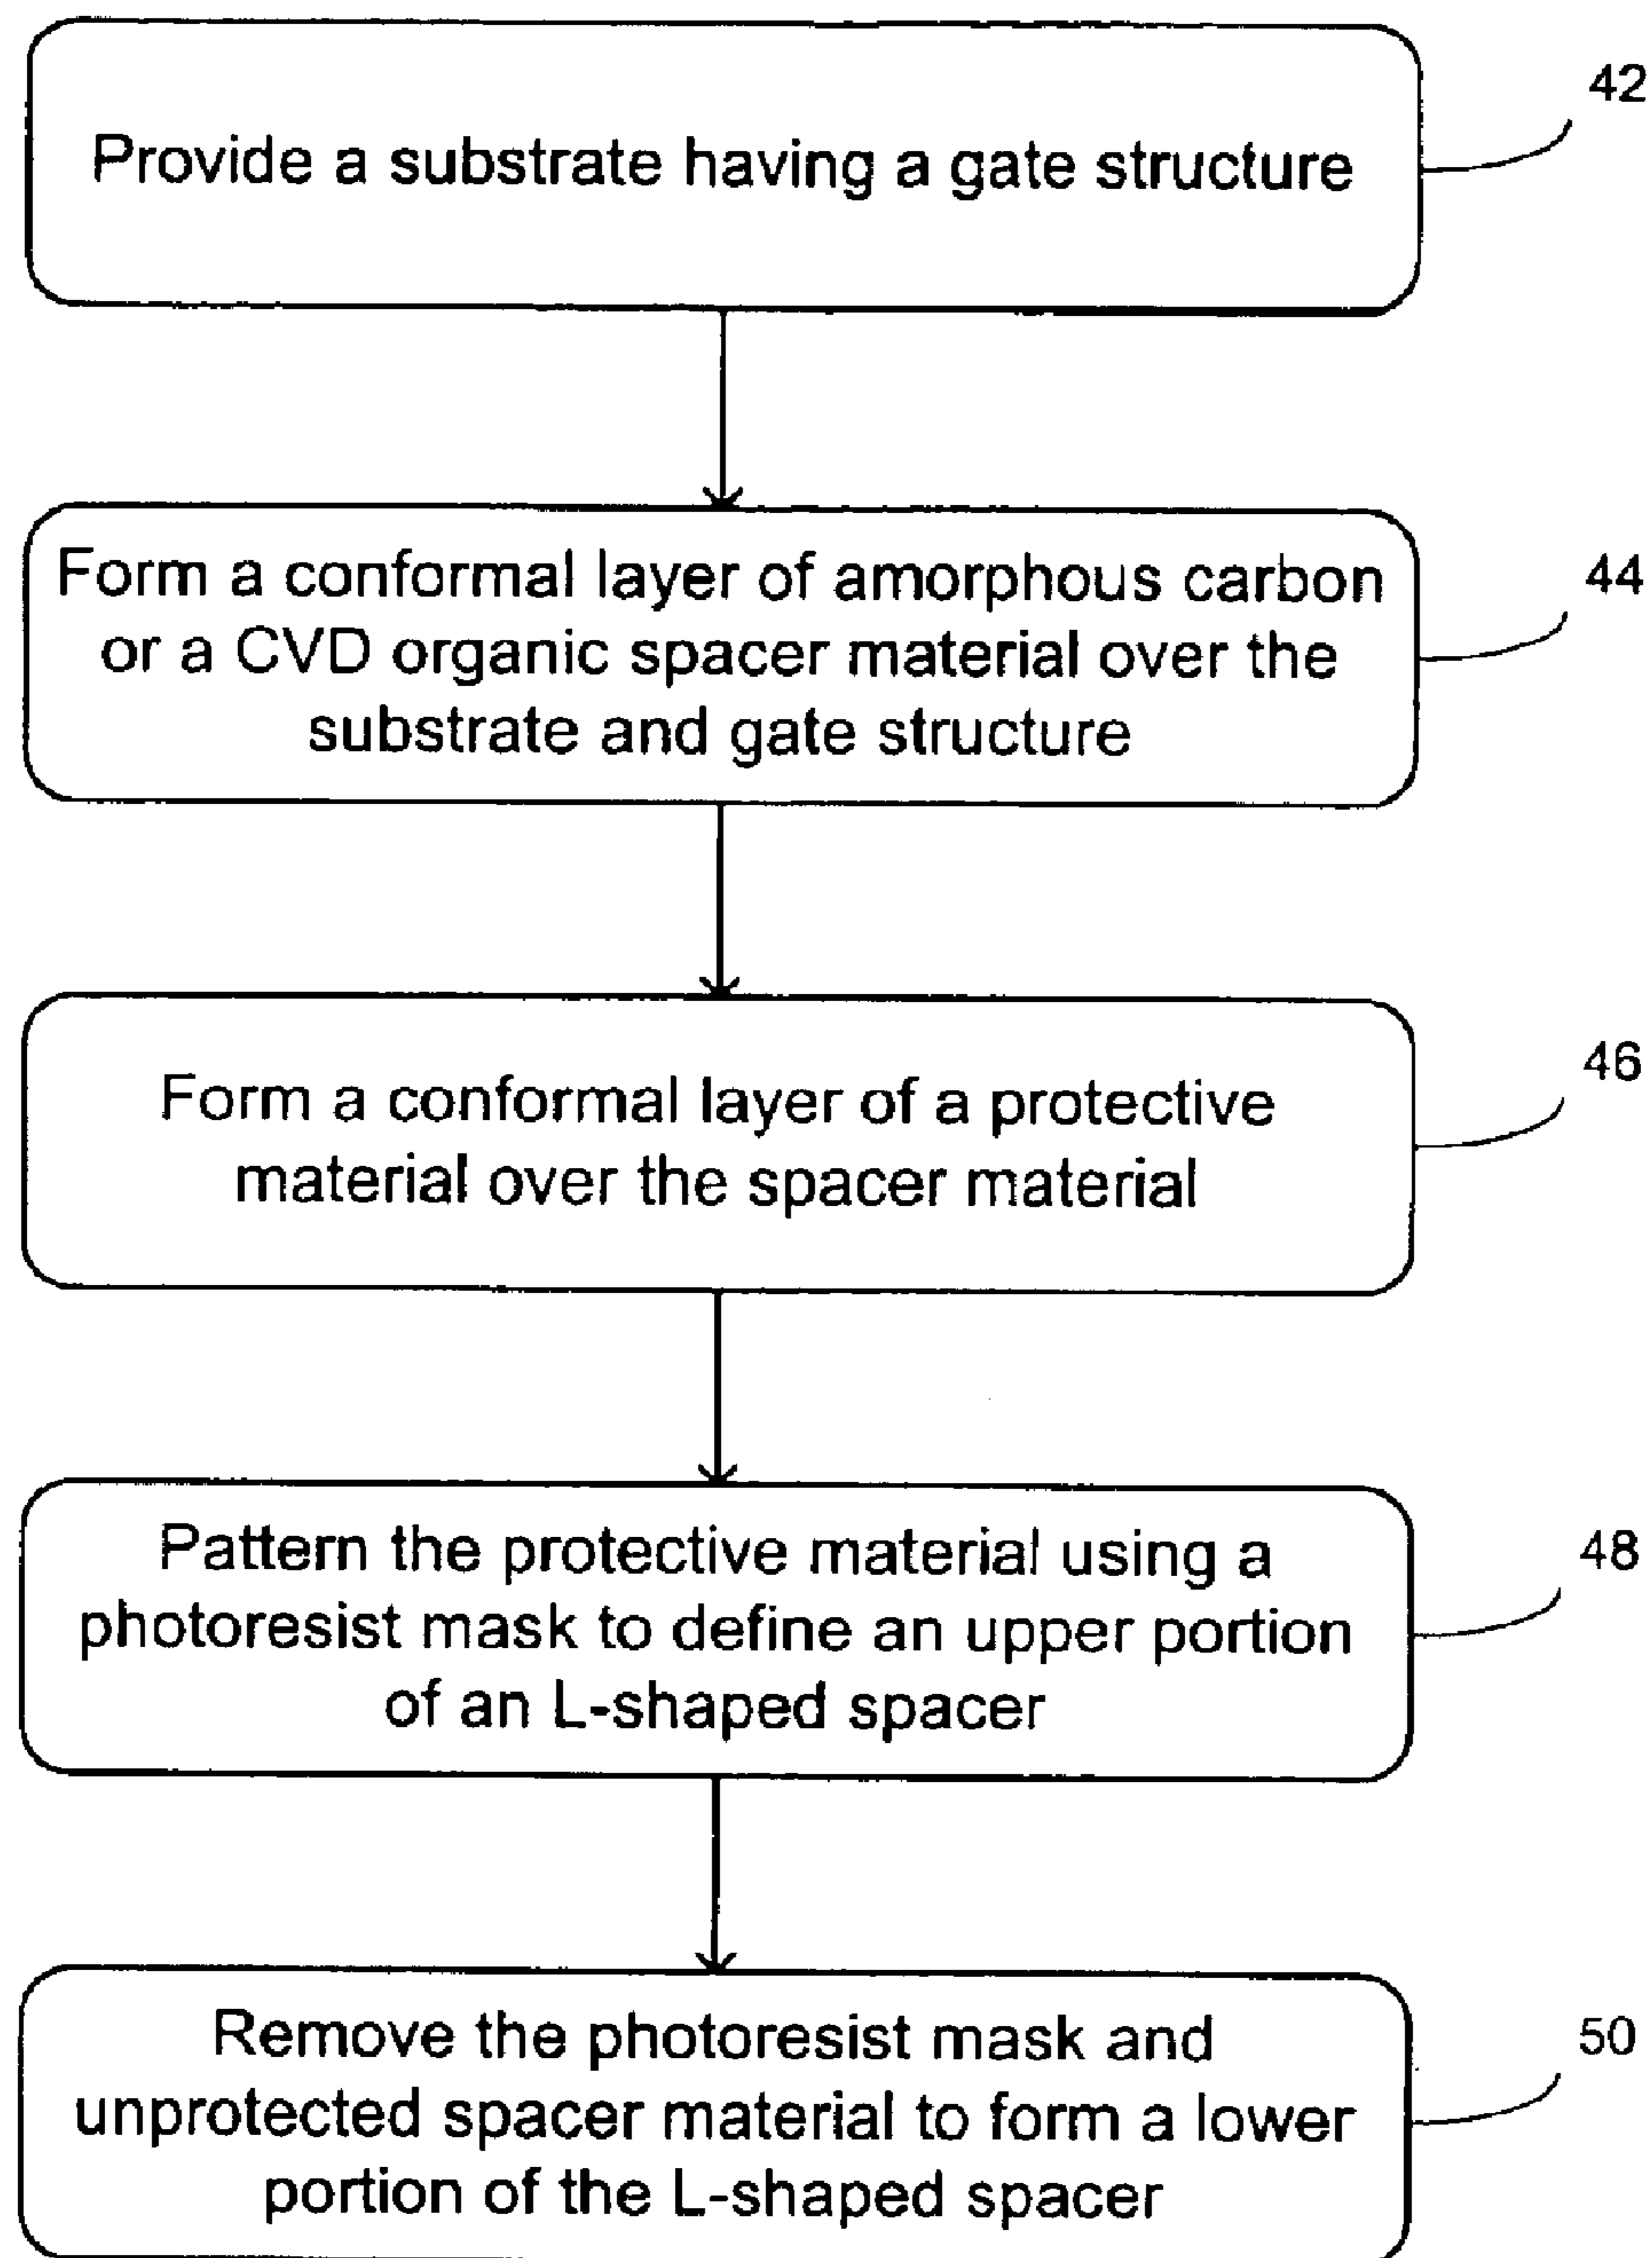 42
Provide a substrate having a gate structure
44
Form a conformal layer of amorphous carbon
or a CVD organic spacer material over the
substrate and gate structure
46
Form a conformal layer of a protective
material over the spacer material
48
Pattern the protective material using a
photoresist mask to define an upper portion
of an L-shaped spacer
50
Remove the photoresist mask and
unprotected spacer material to form a lower
portion of the L-shaped spacer